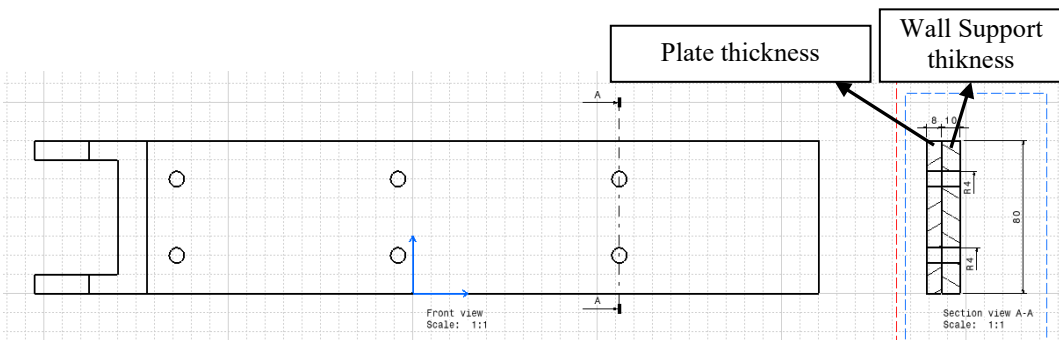 Plate thickness
Wall Support
thikness
A
8 10
R4
80
R4
A
Front view
Scale: 1:1
Section view A-A
Scale: 1:1